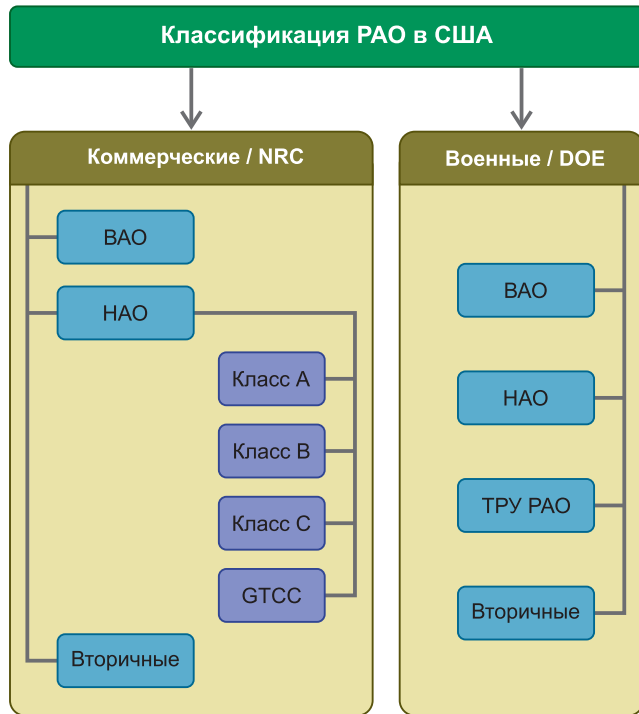 Классификация РАО в США
Коммерческие / NRC
ВАО
НАО
Класс A
Класс B
Класс C
GTCC
Вторичные
Военные / DOE
ВАО
НАО
ТРУ РАО
Вторичные